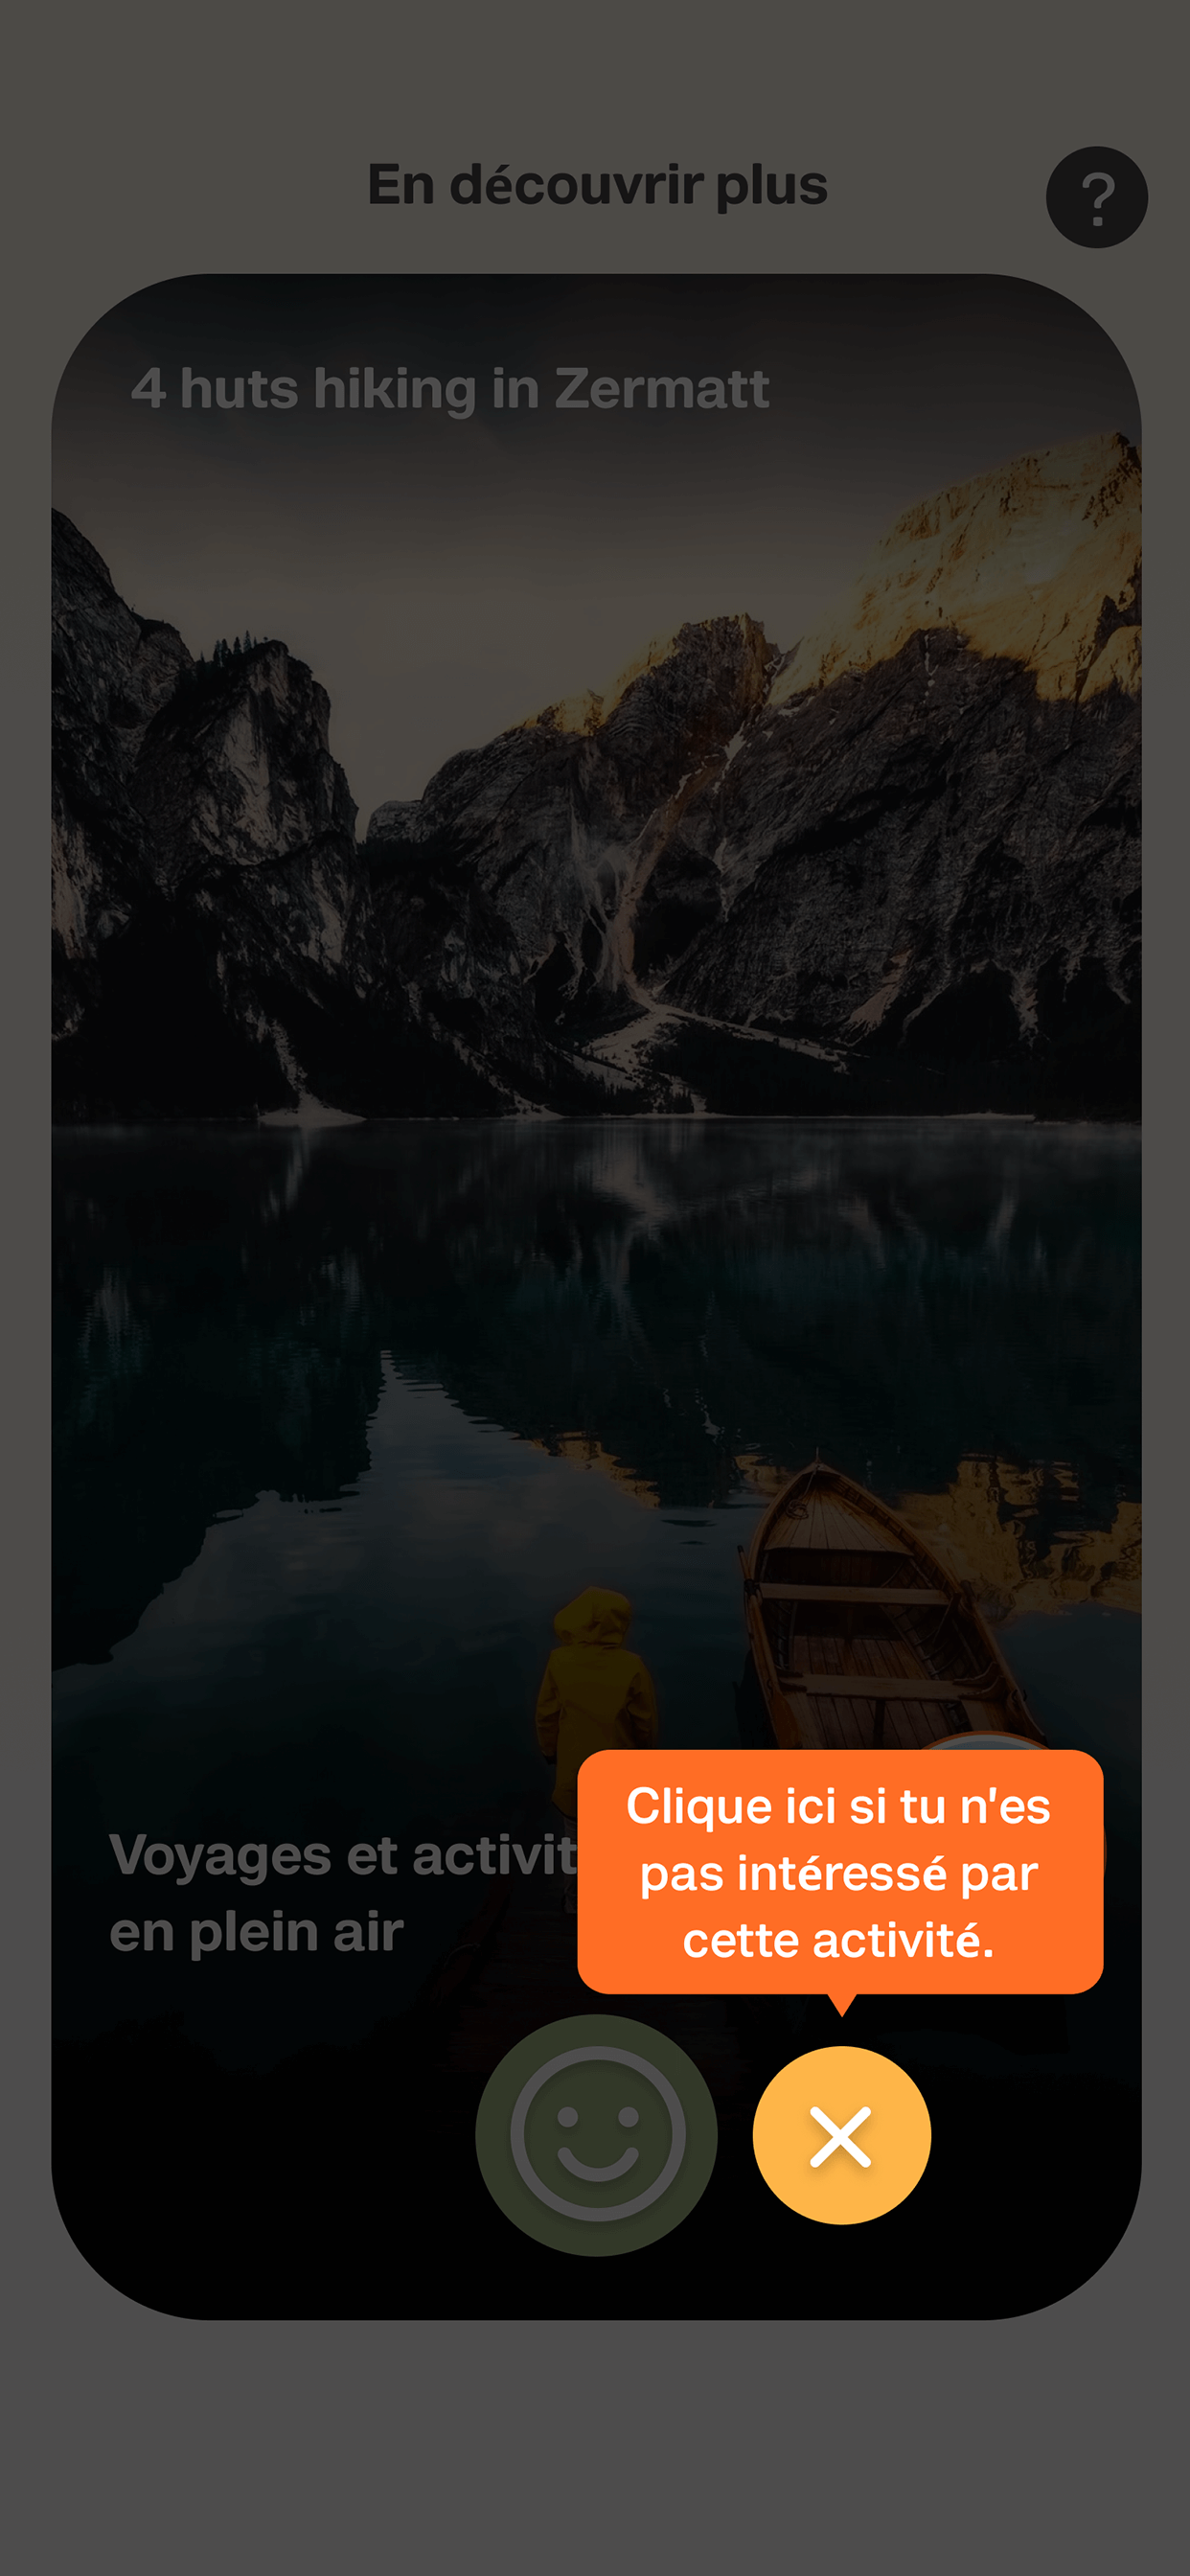 En découvrir plus
?
4 huts hiking in Zermatt
Clique ici si tu n'es
pas intéressé par
cette activité.
Voyages et activit
en plein air